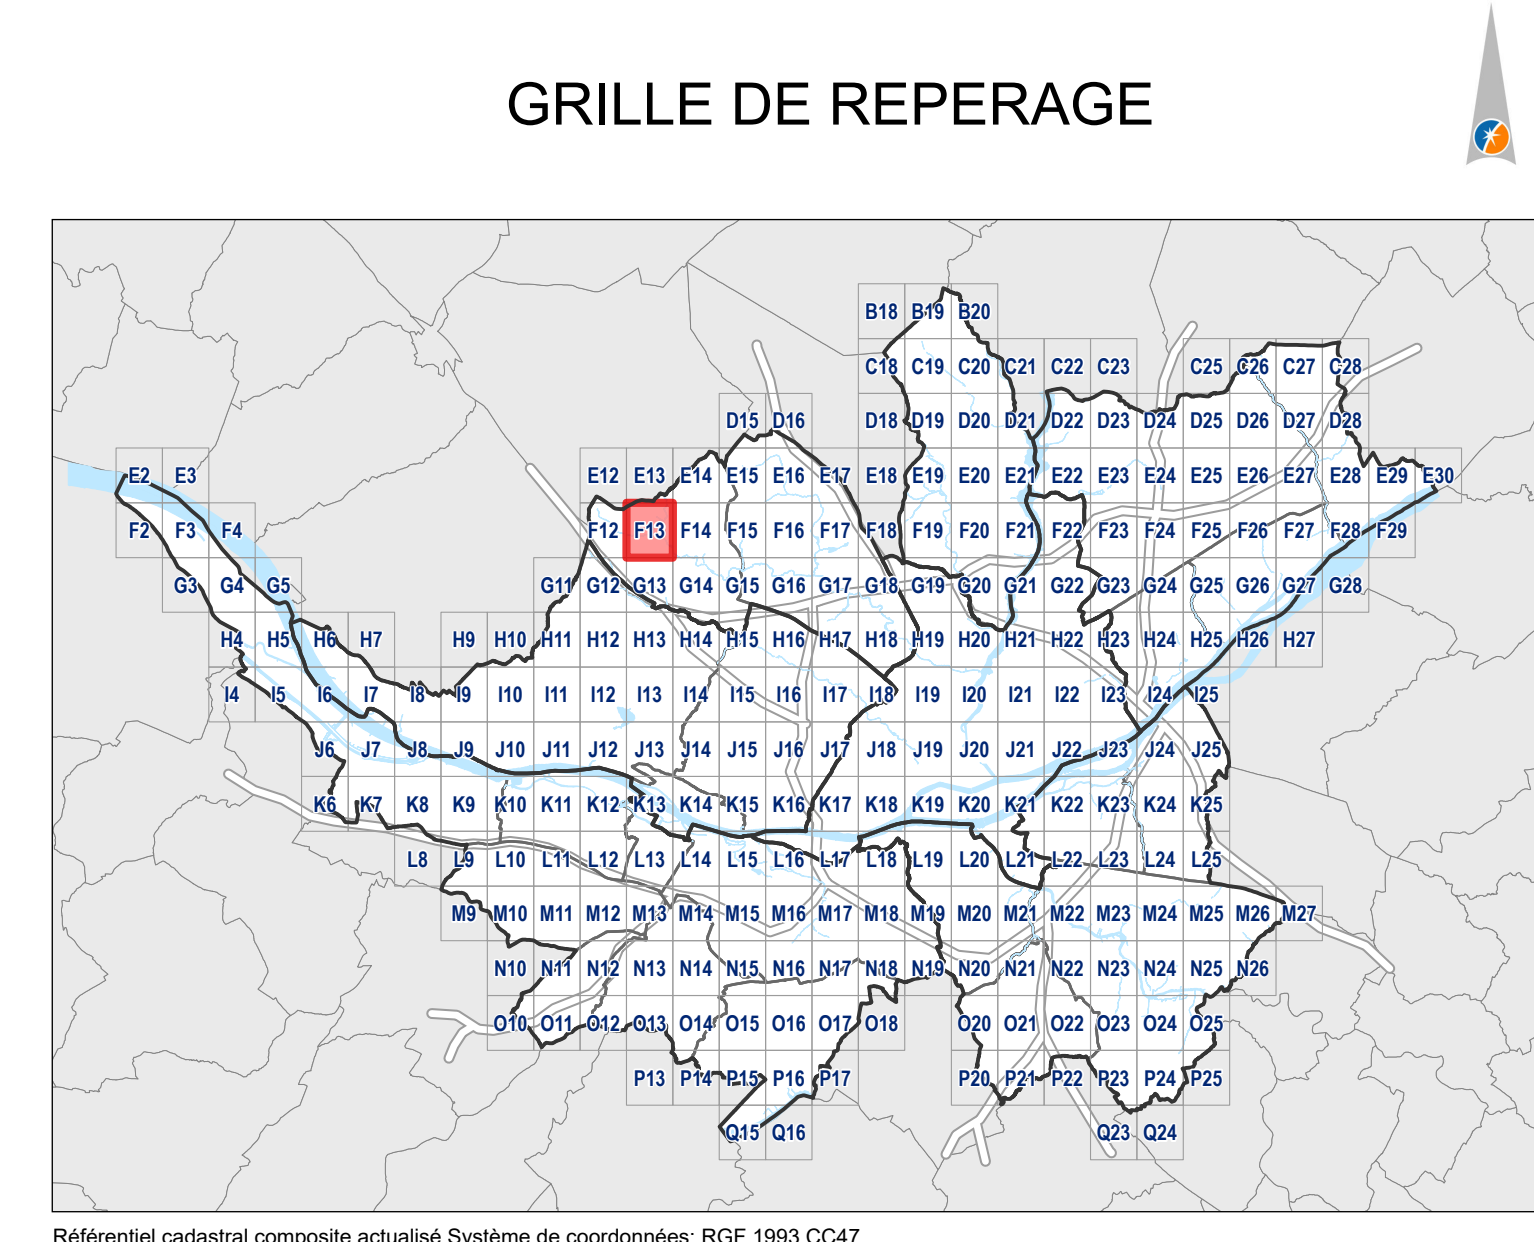 GRILLE DE REPERAGE
B18 B19 B20
C18 C19 C20 C21 C22 C23 C25 C26 C27 C28
D15 D16 D18 D19 D20 D21 D22 D23 D24 D25 D26 D27 D28
E2 E3 E12 E13 E14 E15 E16 E17 E18 E19 E20 E21 E22 E23 E24 E25 E26 E27 E28 E29 E30
F2 F3 F4 F12 F13 F14 F15 F16 F17 F18 F19 F20 F21 F22 F23 F24 F25 F26 F27 F28 F29
G3 G4 G5 G11 G12 G13 G14 G15 G16 G17 G18 G19 G20 G21 G22 G23 G24 G25 G26 G27 G28
H4 H5 H6 H7 H9 H10 H11 H12 H13 H14 H15 H16 H17 H18 H19 H20 H21 H22 H23 H24 H25 H26 H27
I4 I5 I6 I7 I8 I9 I10 I11 I12 I13 I14 I15 I16 I17 I18 I19 I20 I21 I22 I23 I24 I25
J6 J7 J8 J9 J10 J11 J12 J13 J14 J15 J16 J17 J18 J19 J20 J21 J22 J23 J24 J25
K6 K7 K8 K9 K10 K11 K12 K13 K14 K15 K16 K17 K18 K19 K20 K21 K22 K23 K24 K25
L8 L9 L10 L11 L12 L13 L14 L15 L16 L17 L18 L19 L20 L21 L22 L23 L24 L25
M9 M10 M11 M12 M13 M14 M15 M16 M17 M18 M19 M20 M21 M22 M23 M24 M25 M26 M27
N10 N11 N12 N13 N14 N15 N16 N17 N18 N19 N20 N21 N22 N23 N24 N25 N26
O10 O11 O12 O13 O14 O15 O16 O17 O18 O20 O21 O22 O23 O24 O25
P13 P14 P15 P16 P17 P20 P21 P22 P23 P24 P25
Q15 Q16 Q23 Q24
Référentiel cadastral composite actualisé Système de coordonnées: RGF 1993 CC47